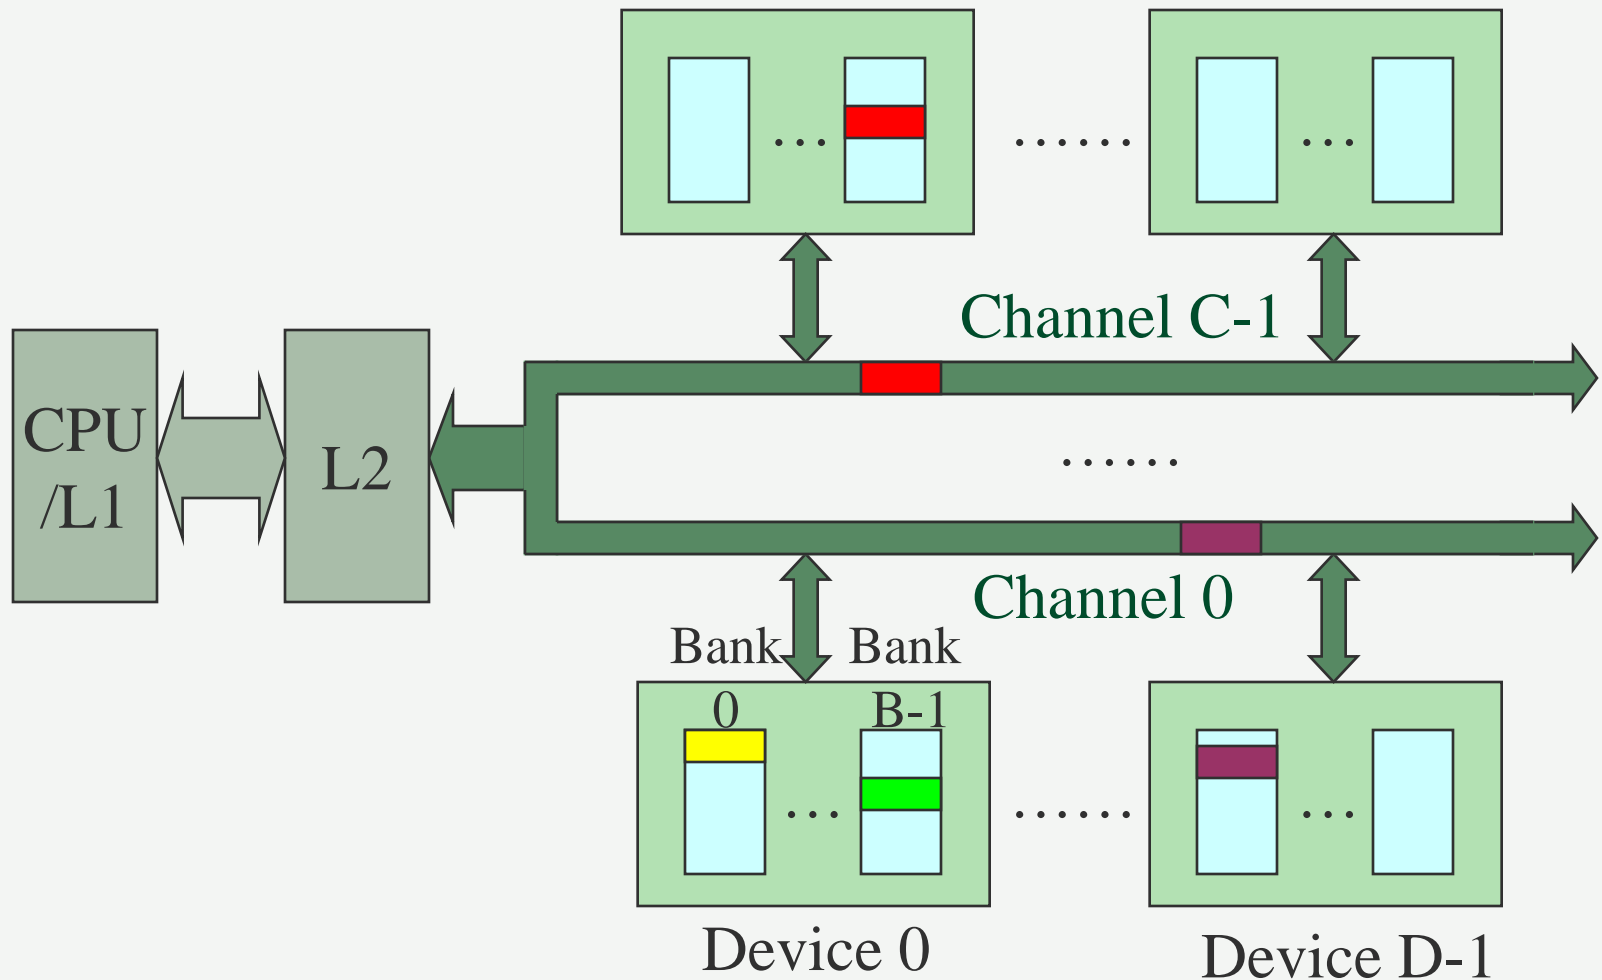 ...
......
...
Channel C-1
CPU
/L1
L2
......
Channel 0
Bank Bank
0 B-1
...
......
...
Device 0
Device D-1